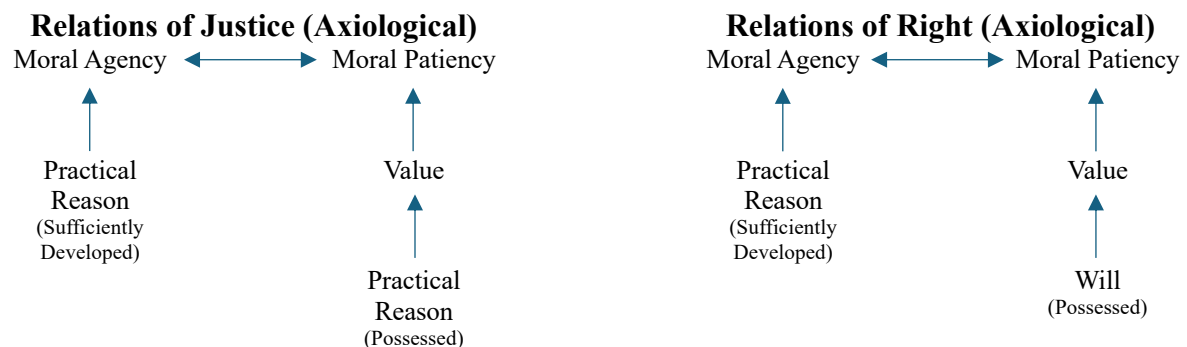 Relations of Justice (Axiological)
Moral Agency
Moral Patiency
Practical
Reason
(Sufficiently
Developed)
Value
Practical
Reason
(Possessed)
Relations of Right (Axiological)
Moral Agency
Moral Patiency
Practical
Reason
(Sufficiently
Developed)
Value
Will
(Possessed)